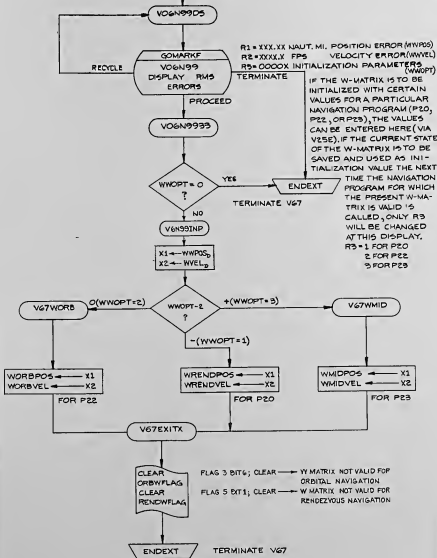 V06N99DS
R1 = XXX.XX NAUT. MI. POSITION ERROR (WWPOS)
R2 = XXXX.X FPS VELOCITY ERROR (WWVEL)
R3 = 0000X INITIALIZATION PARAMETERS
(WWOPT)
GOMARKF
V06N99
DISPLAY RMS
ERRORS
RECYCLE
TERMINATE
PROCEED
IF THE W-MATRIX IS TO BE
INITIALIZED WITH CERTAIN
VALUES FOR A PARTICULAR
NAVIGATION PROGRAM (P20,
P22, OR P23), THE VALUES
CAN BE ENTERED HERE (VIA
V25E). IF THE CURRENT STATE
OF THE W-MATRIX IS TO BE
SAVED AND USED AS INI-
TIALIZATION VALUE THE NEXT
TIME THE NAVIGATION
PROGRAM FOR WHICH
THE PRESENT W-MA-
TRIX IS VALID IS
CALLED, ONLY R3
WILL BE CHANGED
AT THIS DISPLAY.
R3 = 1 FOR P20
2 FOR P22
3 FOR P23
V06N9933
WWOPT = 0
?
YES
ENDEXT
TERMINATE V67
NO
V6N99INP
X1 ← WWPOSD
X2 ← WVELD
WWOPT-2
?
0(WWOPT=2)
+(WWOPT=3)
-(WWOPT=1)
V67WORB
V67WMID
WORBPOS ← X1
WORBVEL ← X2
FOR P22
WRENDPOS ← X1
WRENDVEL ← X2
FOR P20
WMIDPOS ← X1
WMIDVEL ← X2
FOR P23
V67EXITX
CLEAR
ORBWFLAG
CLEAR
RENDWFLAG
FLAG 3 BIT6; CLEAR → W MATRIX NOT VALID FOR
ORBITAL NAVIGATION
FLAG 5 BIT1; CLEAR → W MATRIX NOT VALID FOR
RENDEZVOUS NAVIGATION
ENDEXT
TERMINATE V67